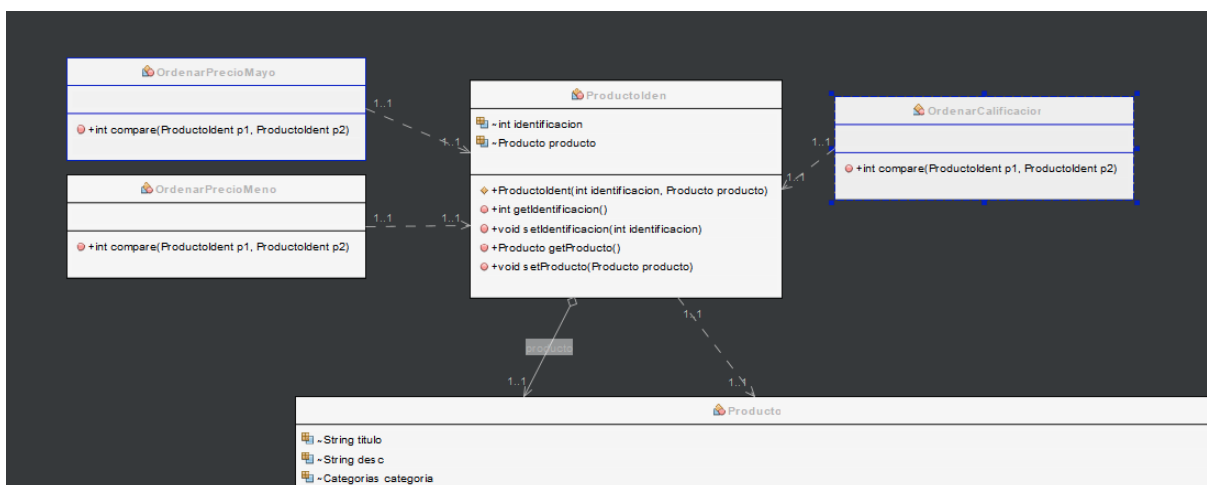 OrdenarPrecioMayo
+int compare(ProductoIdent p1, ProductoIdent p2)
OrdenarPrecioMeno
+int compare(ProductoIdent p1, ProductoIdent p2)
1..1
1..1
1..1
1..1
ProductoIden
~int identificacion
~Producto producto
+ProductoIdent(int identificacion, Producto producto)
+int getIdentificacion()
+void setIdentificacion(int identificacion)
+Producto getProducto()
+void setProducto(Producto producto)
OrdenarCalificacior
+int compare(ProductoIdent p1, ProductoIdent p2)
1..1
1..1
1..1
producto
1..1
1..1
Producto
~String titulo
~String desc
~Categorias categoria